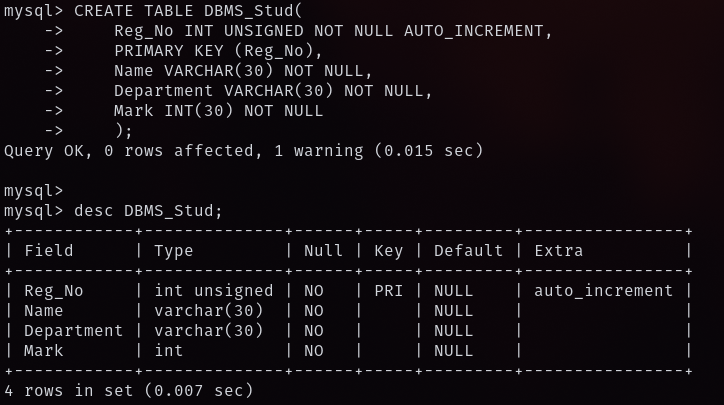 mysql> CREATE TABLE DBMS_Stud(
    ->     Reg_No INT UNSIGNED NOT NULL AUTO_INCREMENT,
    ->     PRIMARY KEY (Reg_No),
    ->     Name VARCHAR(30) NOT NULL,
    ->     Department VARCHAR(30) NOT NULL,
    ->     Mark INT(30) NOT NULL
    ->     );
Query OK, 0 rows affected, 1 warning (0.015 sec)

mysql>
mysql> desc DBMS_Stud;
+------------+--------------+------+-----+---------+----------------+
| Field      | Type         | Null | Key | Default | Extra          |
+------------+--------------+------+-----+---------+----------------+
| Reg_No     | int unsigned | NO   | PRI | NULL    | auto_increment |
| Name       | varchar(30)  | NO   |     | NULL    |                |
| Department | varchar(30)  | NO   |     | NULL    |                |
| Mark       | int          | NO   |     | NULL    |                |
+------------+--------------+------+-----+---------+----------------+
4 rows in set (0.007 sec)